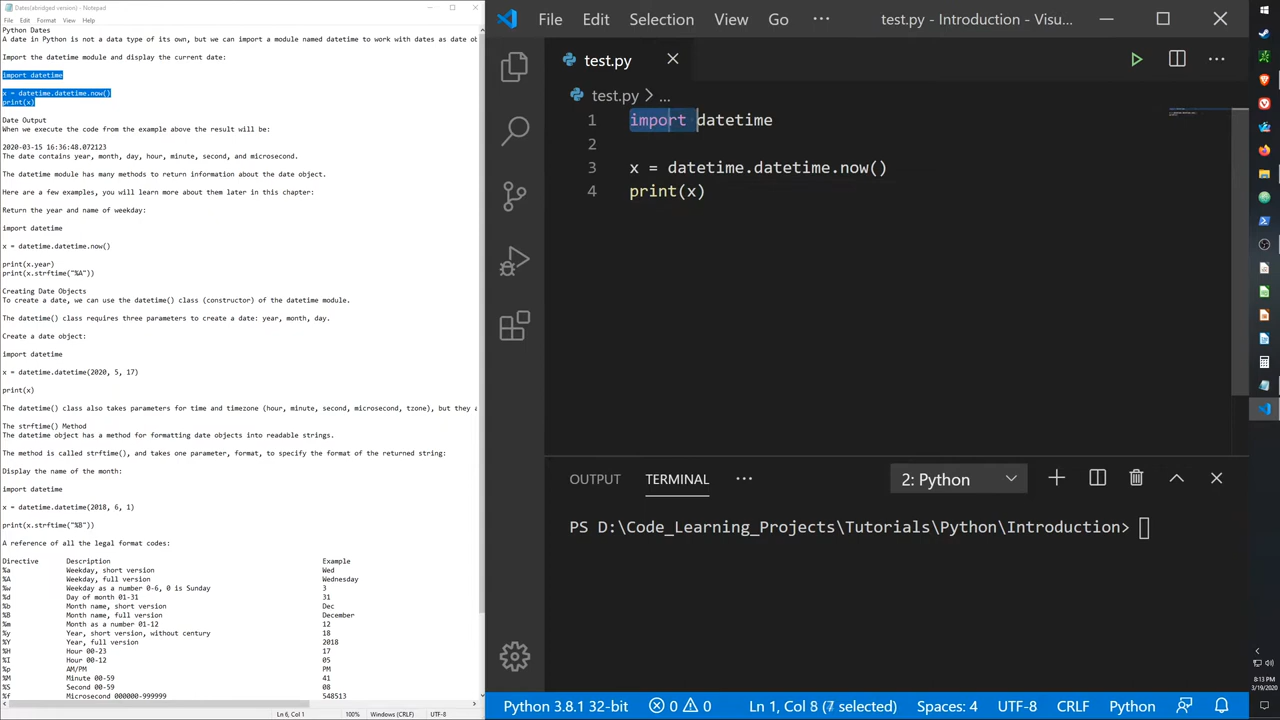 Dates(abridged version) - Notepad
File Edit Format View Help
Python Dates
A date in Python is not a data type of its own, but we can import a module named datetime to work with dates as date ob
Import the datetime module and display the current date:
import datetime
x = datetime.datetime.now()
print(x)
Date Output
When we execute the code from the example above the result will be:
2020-03-15 16:36:48.072123
The date contains year, month, day, hour, minute, second, and microsecond.
The datetime module has many methods to return information about the date object.
Here are a few examples, you will learn more about them later in this chapter:
Return the year and name of weekday:
import datetime
x = datetime.datetime.now()
print(x.year)
print(x.strftime("%A"))
Creating Date Objects
To create a date, we can use the datetime() class (constructor) of the datetime module.
The datetime() class requires three parameters to create a date: year, month, day.
Create a date object:
import datetime
x = datetime.datetime(2020, 5, 17)
print(x)
The datetime() class also takes parameters for time and timezone (hour, minute, second, microsecond, tzone), but they a
The strftime() Method
The datetime object has a method for formatting date objects into readable strings.
The method is called strftime(), and takes one parameter, format, to specify the format of the returned string:
Display the name of the month:
import datetime
x = datetime.datetime(2018, 6, 1)
print(x.strftime("%B"))
A reference of all the legal format codes:
Directive Description Example
%a Weekday, short version Wed
%A Weekday, full version Wednesday
%w Weekday as a number 0-6, 0 is Sunday 3
%d Day of month 01-31 31
%b Month name, short version Dec
%B Month name, full version December
%m Month as a number 01-12 12
%y Year, short version, without century 18
%Y Year, full version 2018
%H Hour 00-23 17
%I Hour 00-12 05
%p AM/PM PM
%M Minute 00-59 41
%S Second 00-59 08
%f Microsecond 000000-999999 548513
Ln 6, Col 1 100% Windows (CRLF) UTF-8
File Edit Selection View Go ··· test.py - Introduction - Visu...
test.py
test.py > ...
1 import datetime
2
3 x = datetime.datetime.now()
4 print(x)
OUTPUT TERMINAL ··· 2: Python
PS D:\Code_Learning_Projects\Tutorials\Python\Introduction>
Python 3.8.1 32-bit 0 0 Ln 1, Col 8 (7 selected) Spaces: 4 UTF-8 CRLF Python
8:13 PM
3/19/2020